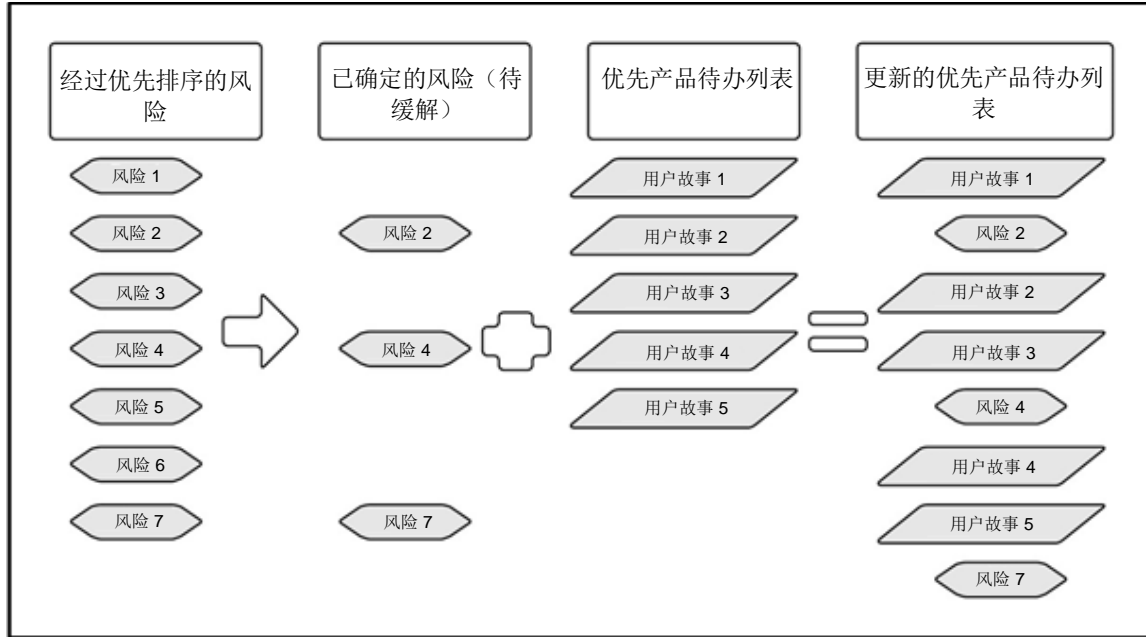 经过优先排序的风
险
已确定的风险（待
缓解）
优先产品待办列表
更新的优先产品待办列
表
风险 1
风险 2
风险 3
风险 4
风险 5
风险 6
风险 7
风险 2
风险 4
风险 7
用户故事 1
用户故事 2
用户故事 3
用户故事 4
用户故事 5
用户故事 1
风险 2
用户故事 2
用户故事 3
风险 4
用户故事 4
用户故事 5
风险 7